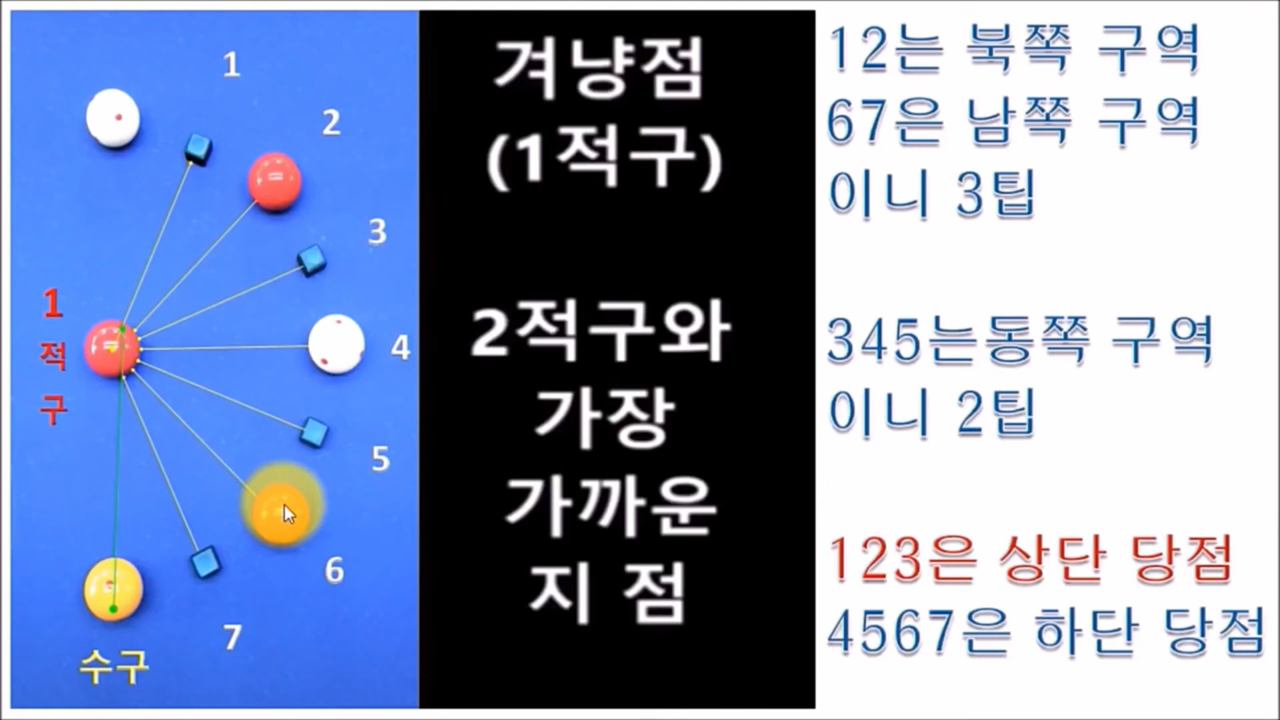 1
2
3
1
적
구
4
5
6
7
수구
겨냥점
(1적구)
2적구와
가장
가까운
지 점
12는 북쪽 구역
67은 남쪽 구역
이니 3팁
345는동쪽 구역
이니 2팁
123은 상단 당점
4567은 하단 당점